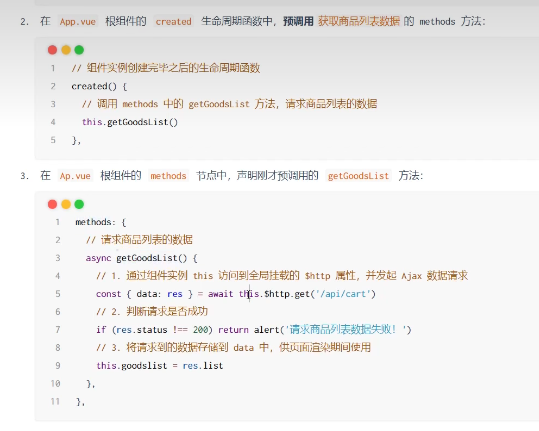 2. 在 App.vue 根组件的 created 生命周期函数中，预调用 获取商品列表数据 的 methods 方法：
1 // 组件实例创建完毕之后的生命周期函数
2 created() {
3 // 调用 methods 中的 getGoodsList 方法，请求商品列表的数据
4 this.getGoodsList()
5 },
3. 在 Ap.vue 根组件的 methods 节点中，声明刚才预调用的 getGoodsList 方法：
1 methods: {
2 // 请求商品列表的数据
3 async getGoodsList() {
4 // 1. 通过组件实例 this 访问到全局挂载的 $http 属性，并发起 Ajax 数据请求
5 const { data: res } = await this.$http.get('/api/cart')
6 // 2. 判断请求是否成功
7 if (res.status !== 200) return alert('请求商品列表数据失败！')
8 // 3. 将请求到的数据存储到 data 中，供页面渲染期间使用
9 this.goodslist = res.list
10 },
11 },